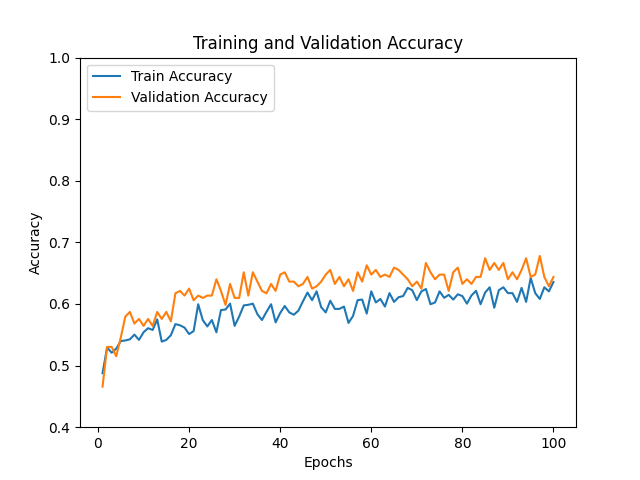 Training and Validation Accuracy
Train Accuracy
Validation Accuracy
1.0
0.9
0.8
0.7
0.6
0.5
0.4
Accuracy
0 20 40 60 80 100
Epochs